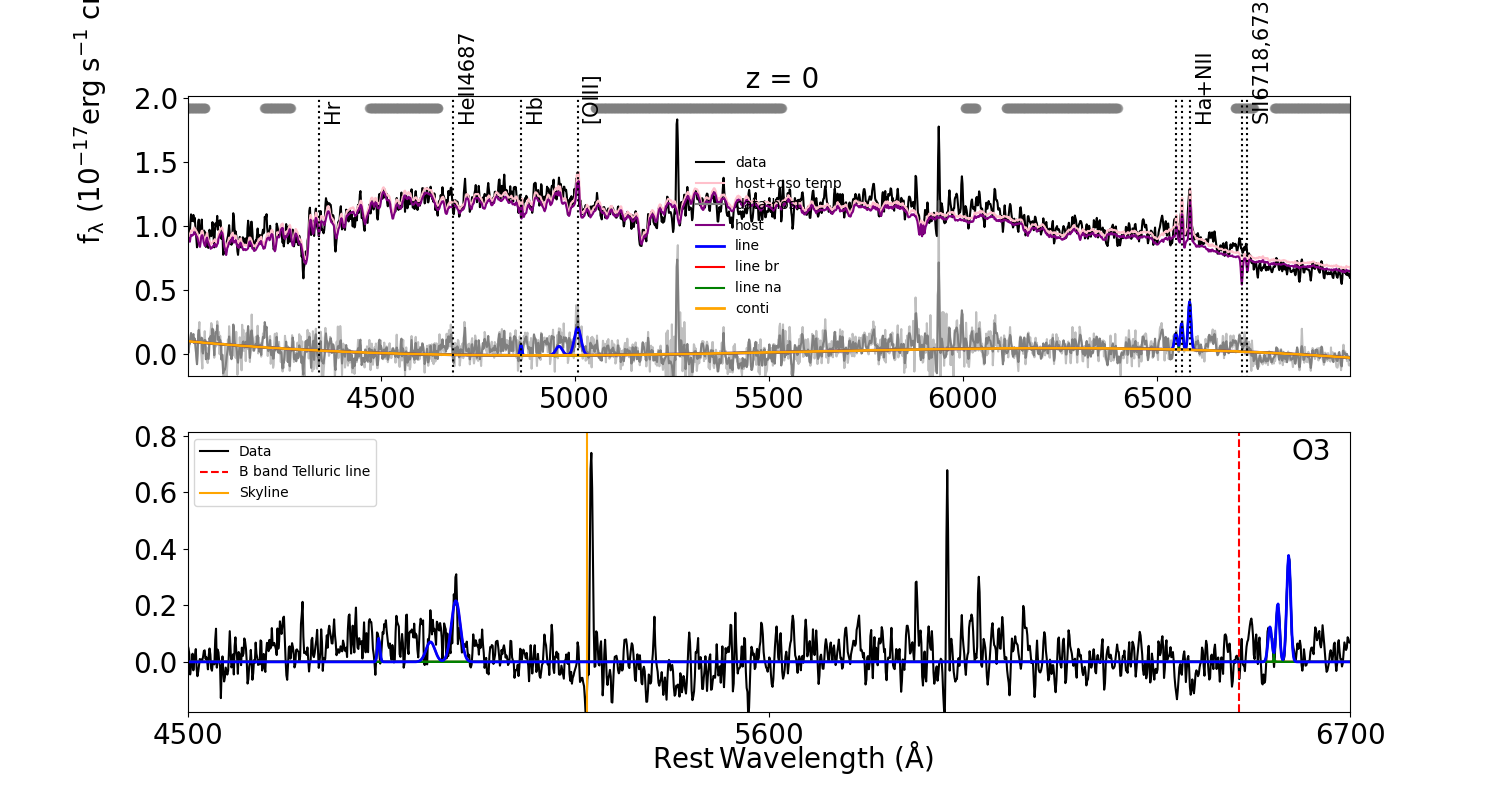 z = 0
f_λ (10^−17 erg s^−1
Hr
HeII4687
Hb
[OIII]
Ha+NII
SII6718,673
2.0
1.5
1.0
0.5
0.0
data
host+qso temp
data-host
host
line
line br
line na
conti
4500 5000 5500 6000 6500
O3
Data
B band Telluric line
Skyline
0.8
0.6
0.4
0.2
0.0
4500 5600 6700
Rest Wavelength (Å)